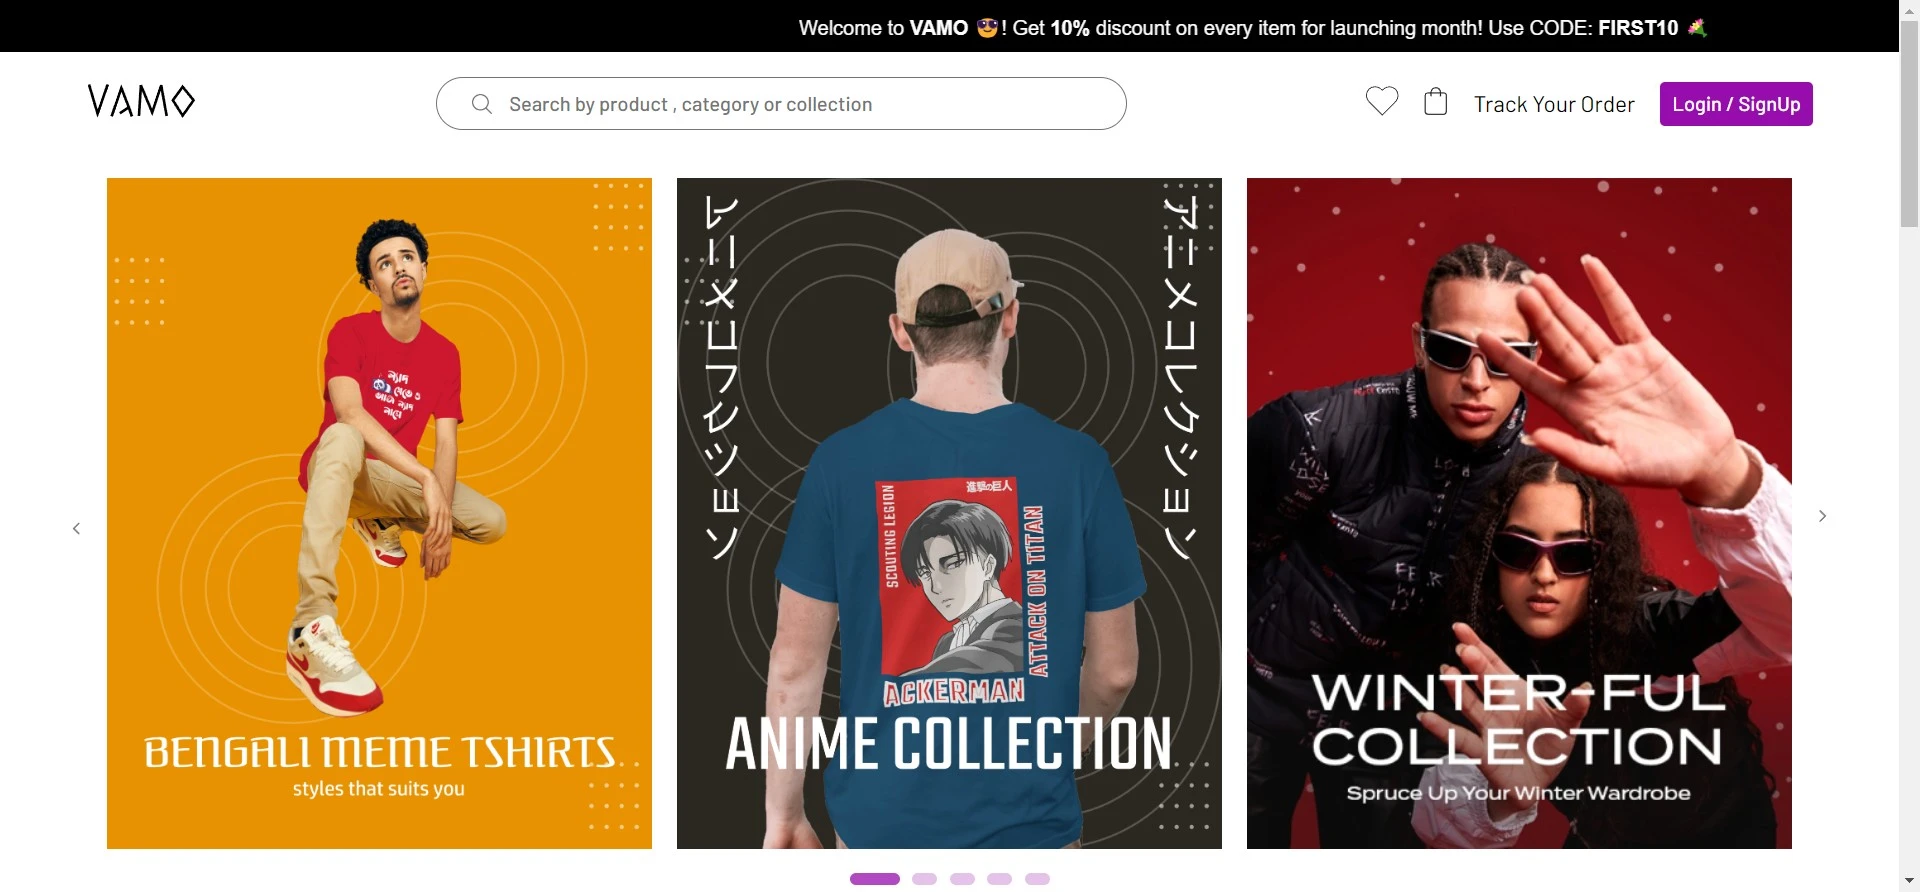 Welcome to VAMO 😎! Get 10% discount on every item for launching month! Use CODE: FIRST10 💐
VAMO
Search by product , category or collection
Track Your Order
Login / SignUp
BENGALI MEME TSHIRTS
styles that suits you
アニメコレクション
アニメコレクション
進撃の巨人
SCOUTING LEGION
ATTACK ON TITAN
ACKERMAN
ANIME COLLECTION
WINTER-FUL
COLLECTION
Spruce Up Your Winter Wardrobe